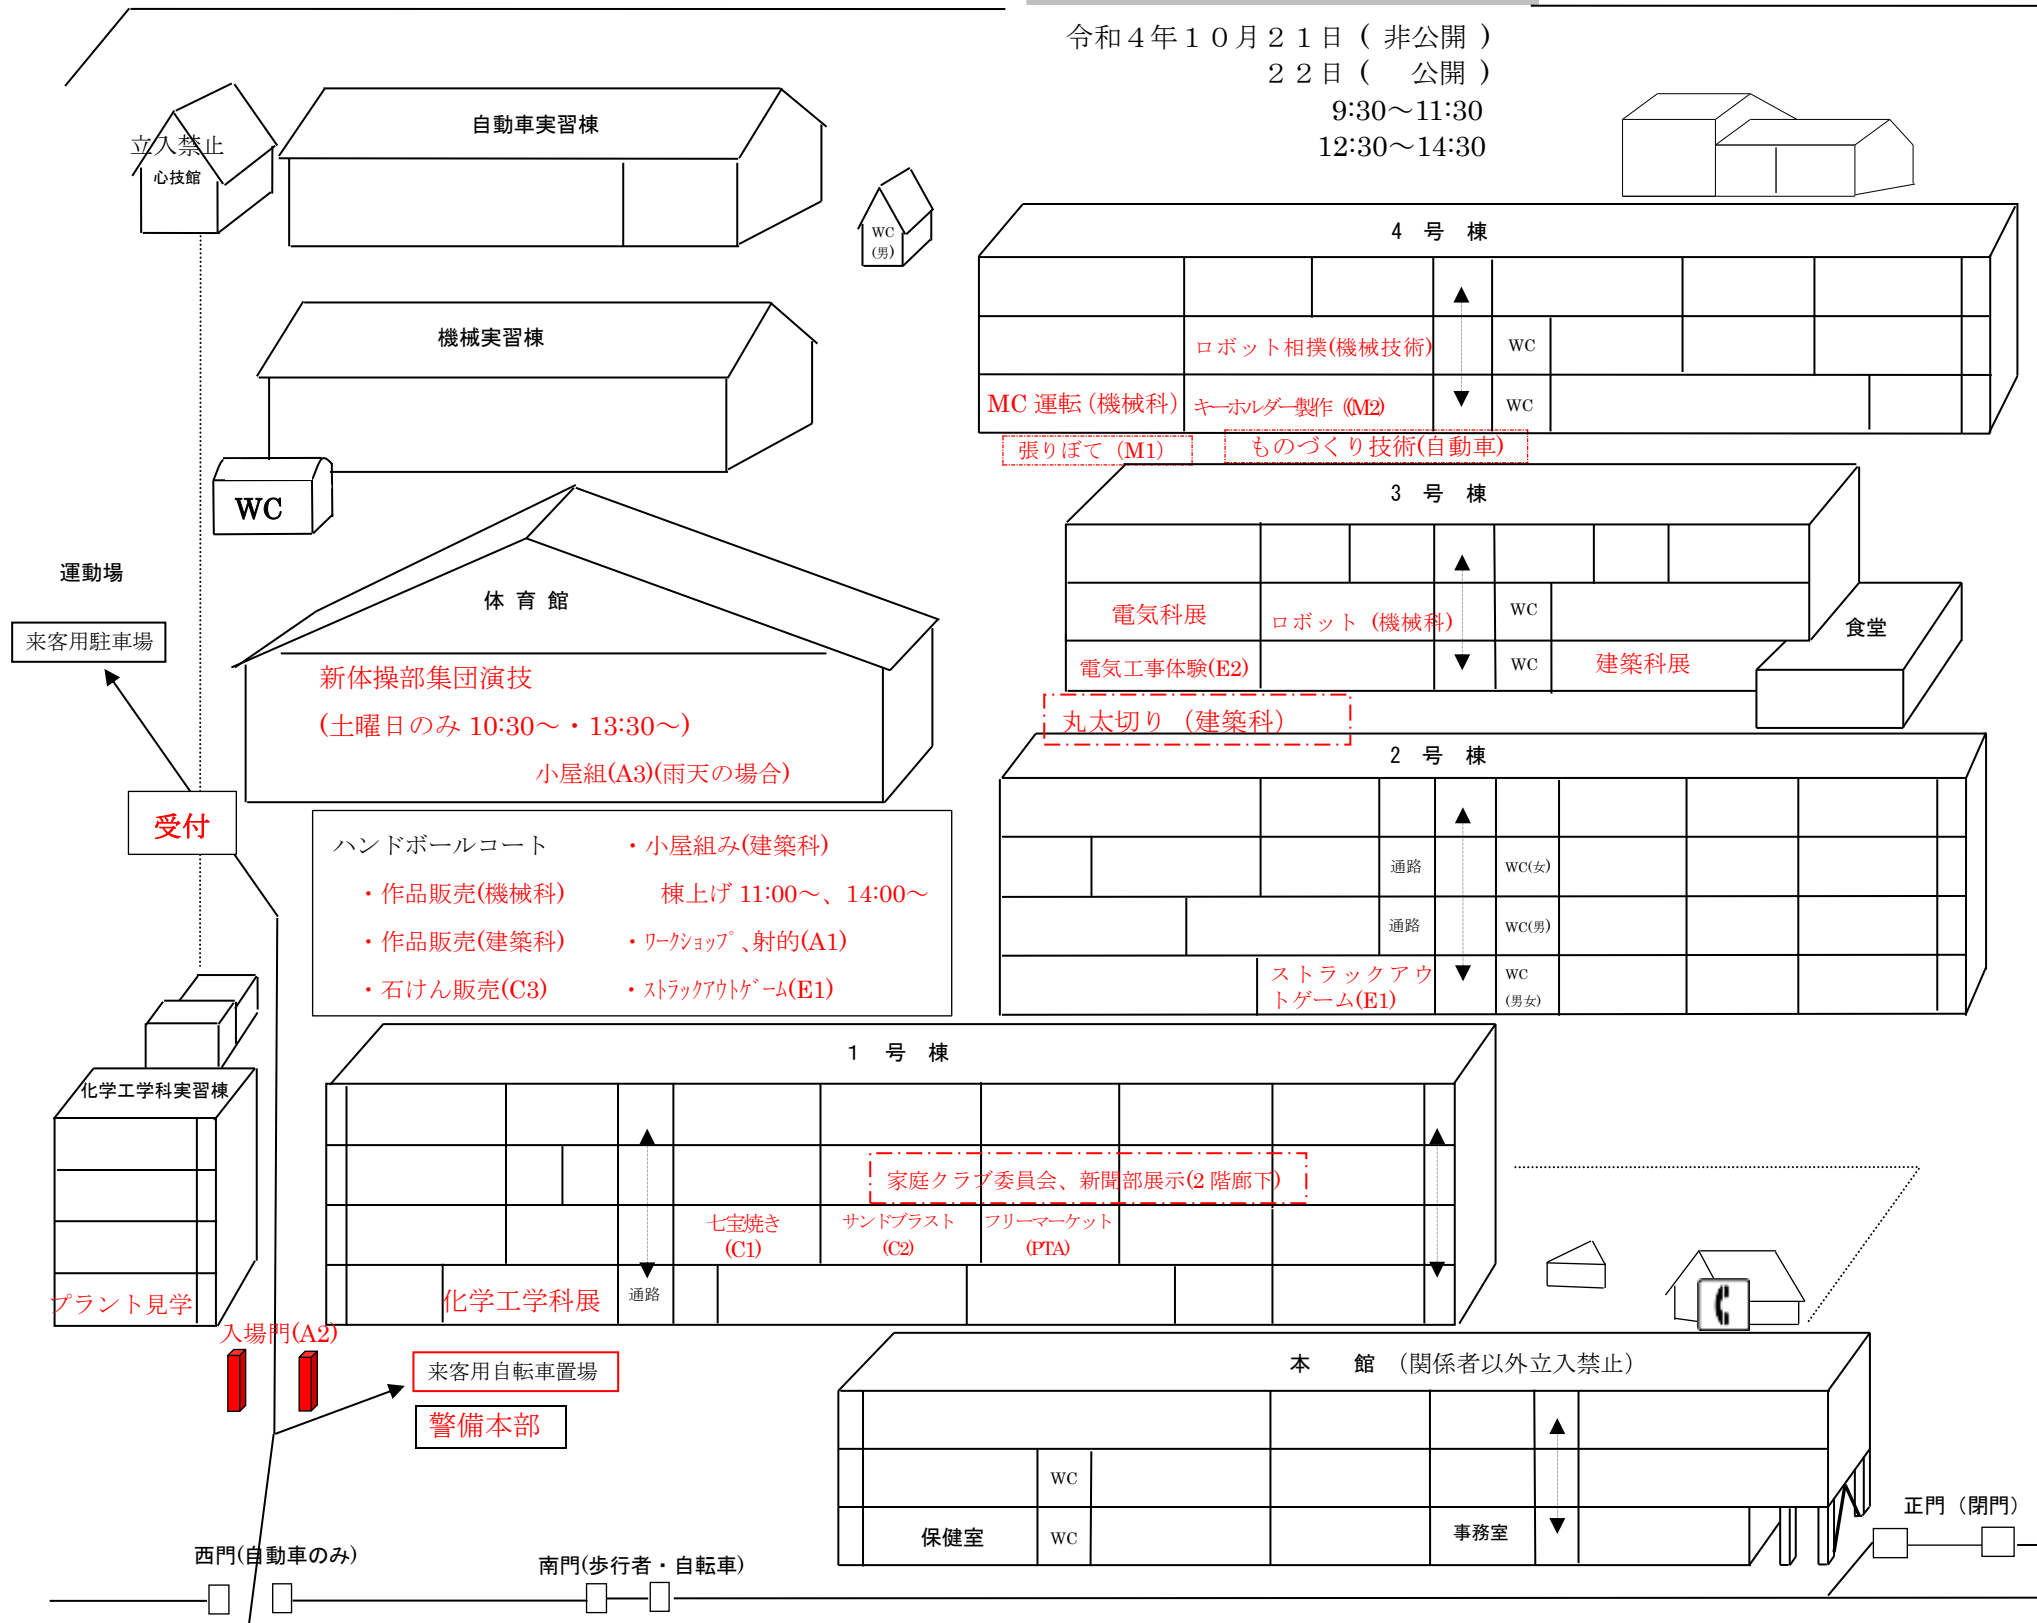 令和４年１０月２１日 ( 非公開 )
２２日 ( 公開 )
9:30～11:30
12:30～14:30
立入禁止
心技館
自動車実習棟
WC
(男)
4 号 棟
機械実習棟
ロボット相撲(機械技術)
WC
MC 運転 (機械科)
キーホルダー製作 (M2)
WC
張りぼて (M1)
ものづくり技術(自動車)
WC
3 号 棟
運動場
体 育 館
電気科展
ロボット (機械科)
WC
食堂
来客用駐車場
電気工事体験(E2)
WC
建築科展
新体操部集団演技
(土曜日のみ 10:30～・13:30～)
小屋組(A3)(雨天の場合)
丸太切り (建築科)
2 号 棟
受付
ハンドボールコート
・小屋組み(建築科)
・作品販売(機械科)
棟上げ 11:00～、14:00～
・作品販売(建築科)
・ﾜｰｸｼｮｯﾌﾟ、射的(A1)
・石けん販売(C3)
・ｽﾄﾗｯｸｱｳﾄｹﾞｰﾑ(E1)
通路
WC(女)
通路
WC(男)
ストラックアウ
トゲーム(E1)
WC
(男女)
1 号 棟
化学工学科実習棟
家庭クラブ委員会、新聞部展示(2 階廊下)
七宝焼き
(C1)
サンドブラスト
(C2)
フリーマーケット
(PTA)
プラント見学
化学工学科展
通路
入場門(A2)
来客用自転車置場
警備本部
本 館 (関係者以外立入禁止)
WC
保健室
WC
事務室
正門 (閉門)
西門(自動車のみ)
南門(歩行者・自転車)